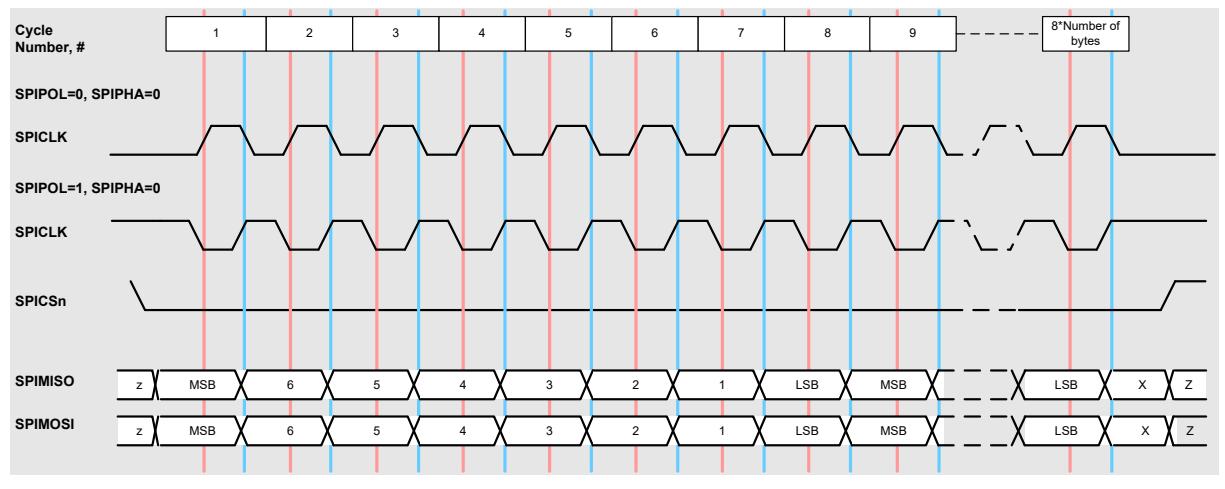 Cycle
Number, #
1 2 3 4 5 6 7 8 9 8*Number of
bytes
SPIPOL=0, SPIPHA=0
SPICLK
SPIPOL=1, SPIPHA=0
SPICLK
SPICSn
SPIMISO z MSB 6 5 4 3 2 1 LSB MSB LSB X Z
SPIMOSI z MSB 6 5 4 3 2 1 LSB MSB LSB X Z